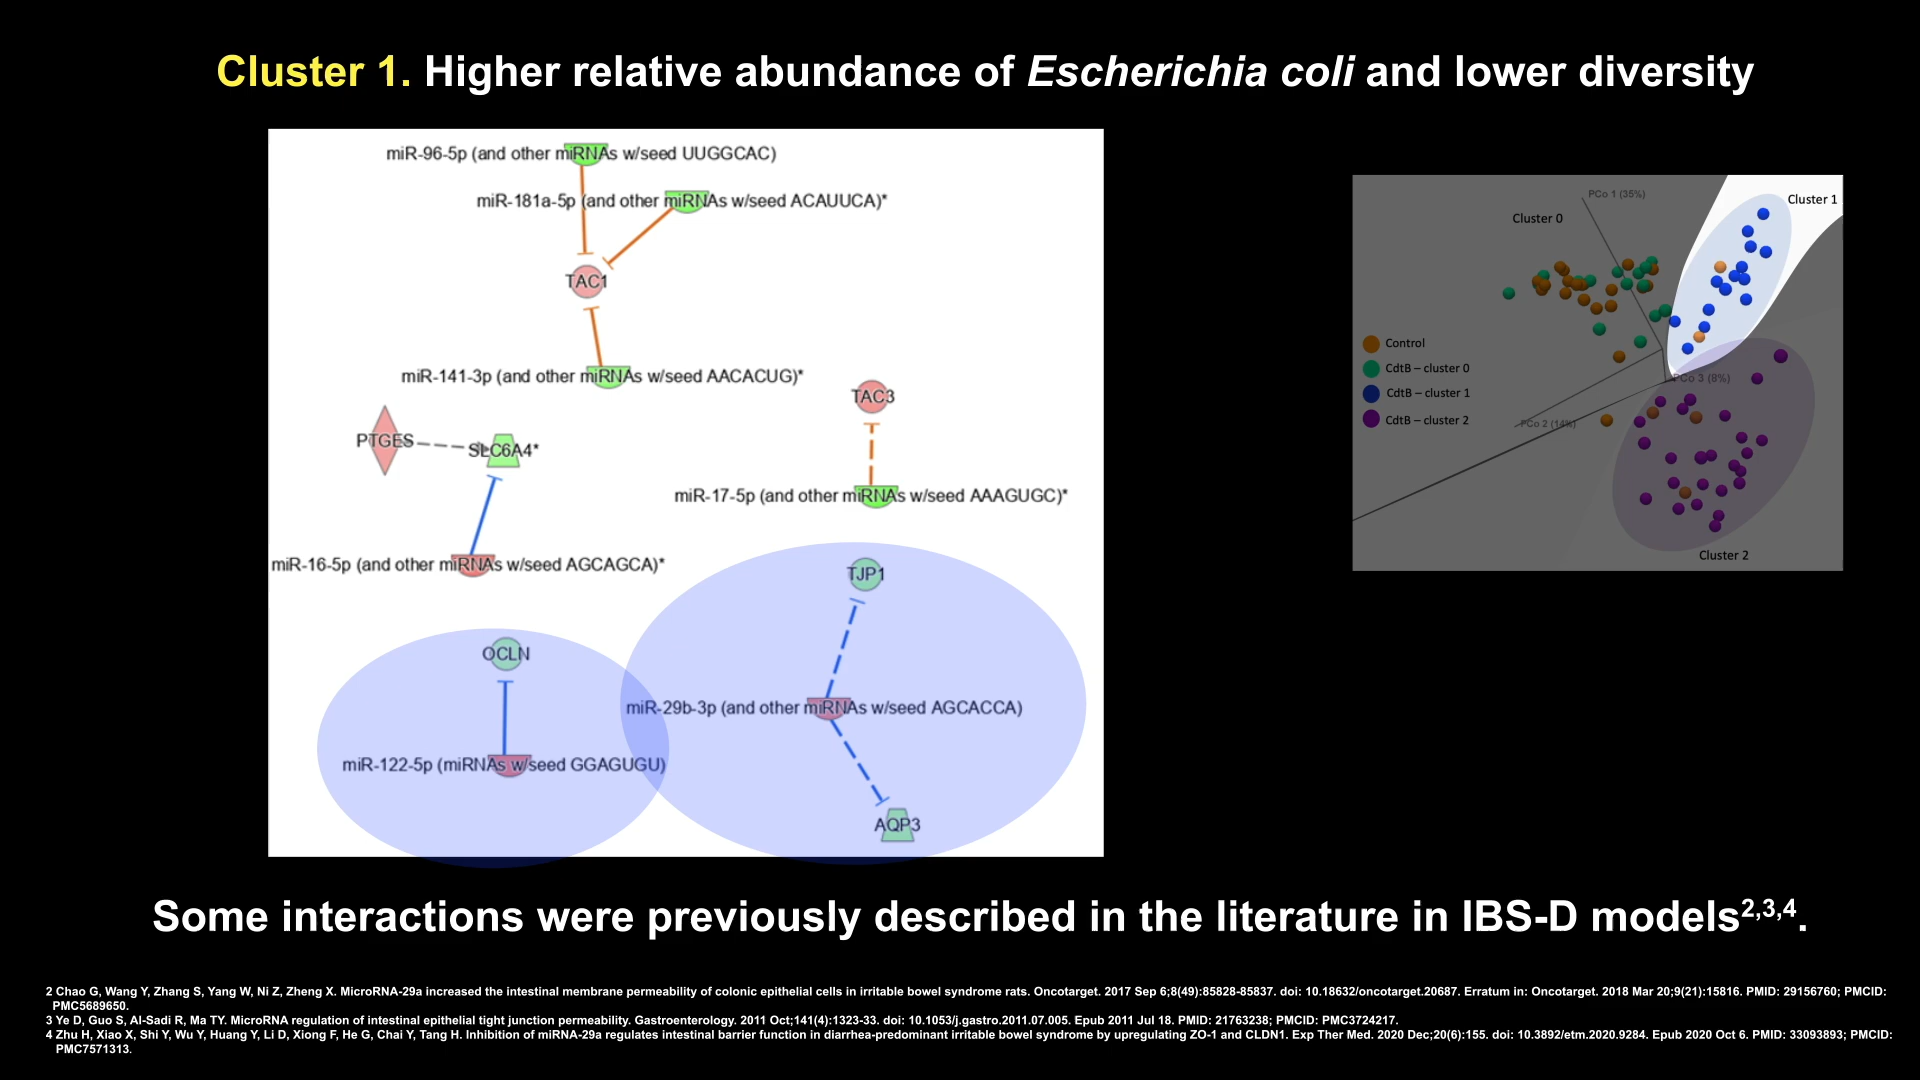 Cluster 1. Higher relative abundance of Escherichia coli and lower diversity
miR-96-5p (and other miRNAs w/seed UUGGCAC)
miR-181a-5p (and other miRNAs w/seed ACAUUCA)*
TAC1
miR-141-3p (and other miRNAs w/seed AACACUG)*
TAC3
PTGES
SLC6A4*
miR-17-5p (and other miRNAs w/seed AAAGUGC)*
miR-16-5p (and other miRNAs w/seed AGCAGCA)*
TJP1
OCLN
miR-29b-3p (and other miRNAs w/seed AGCACCA)
miR-122-5p (miRNAs w/seed GGAGUGU)
AQP3
PCo 1 (35%)
Cluster 1
Cluster 0
Control
CdtB – cluster 0
CdtB – cluster 1
CdtB – cluster 2
PCo 3 (8%)
PCo 2 (14%)
Cluster 2
Some interactions were previously described in the literature in IBS-D models2,3,4.
2 Chao G, Wang Y, Zhang S, Yang W, Ni Z, Zheng X. MicroRNA-29a increased the intestinal membrane permeability of colonic epithelial cells in irritable bowel syndrome rats. Oncotarget. 2017 Sep 6;8(49):85828-85837. doi: 10.18632/oncotarget.20687. Erratum in: Oncotarget. 2018 Mar 20;9(21):15816. PMID: 29156760; PMCID:
PMC5689650.
3 Ye D, Guo S, Al-Sadi R, Ma TY. MicroRNA regulation of intestinal epithelial tight junction permeability. Gastroenterology. 2011 Oct;141(4):1323-33. doi: 10.1053/j.gastro.2011.07.005. Epub 2011 Jul 18. PMID: 21763238; PMCID: PMC3724217.
4 Zhu H, Xiao X, Shi Y, Wu Y, Huang Y, Li D, Xiong F, He G, Chai Y, Tang H. Inhibition of miRNA-29a regulates intestinal barrier function in diarrhea-predominant irritable bowel syndrome by upregulating ZO-1 and CLDN1. Exp Ther Med. 2020 Dec;20(6):155. doi: 10.3892/etm.2020.9284. Epub 2020 Oct 6. PMID: 33093893; PMCID:
PMC7571313.